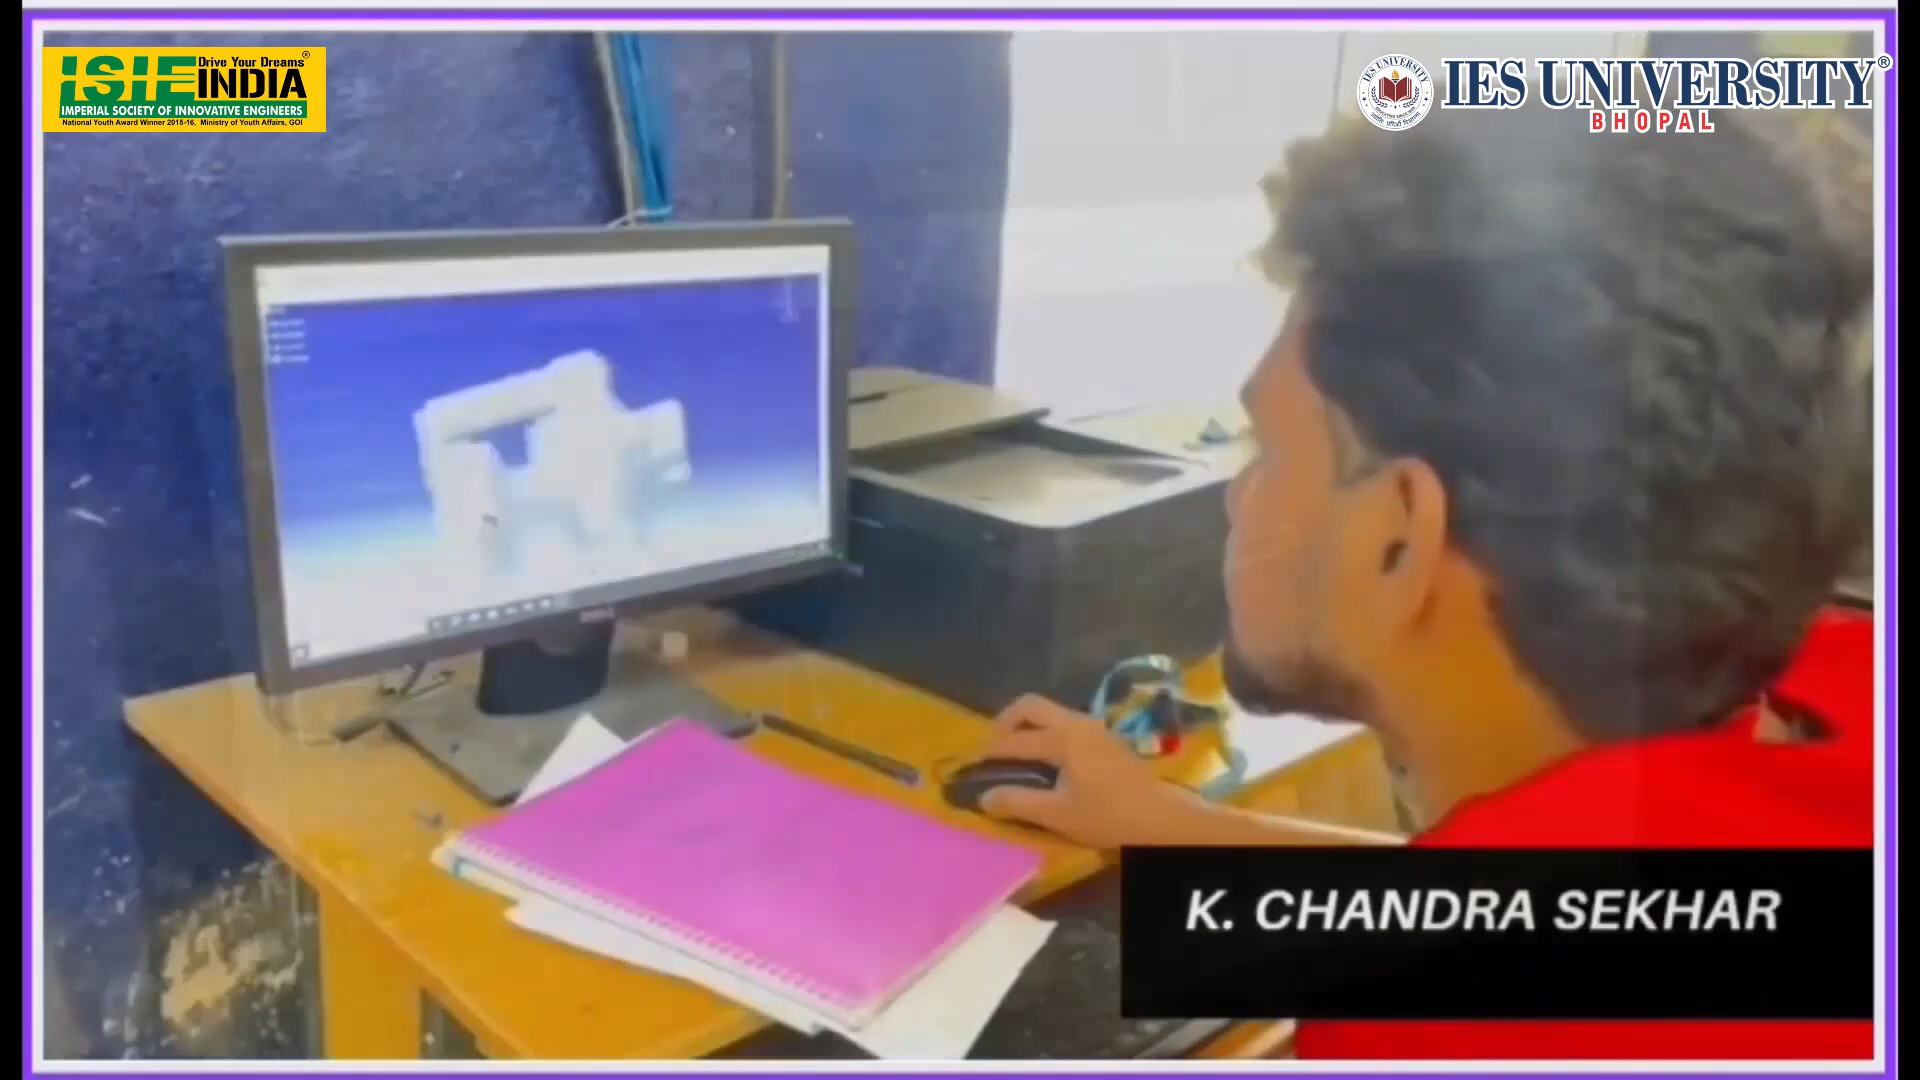 ISIE INDIA
Drive Your Dreams®
IMPERIAL SOCIETY OF INNOVATIVE ENGINEERS
National Youth Award Winner 2015-16, Ministry of Youth Affairs, GOI
IES UNIVERSITY®
BHOPAL
K. CHANDRA SEKHAR